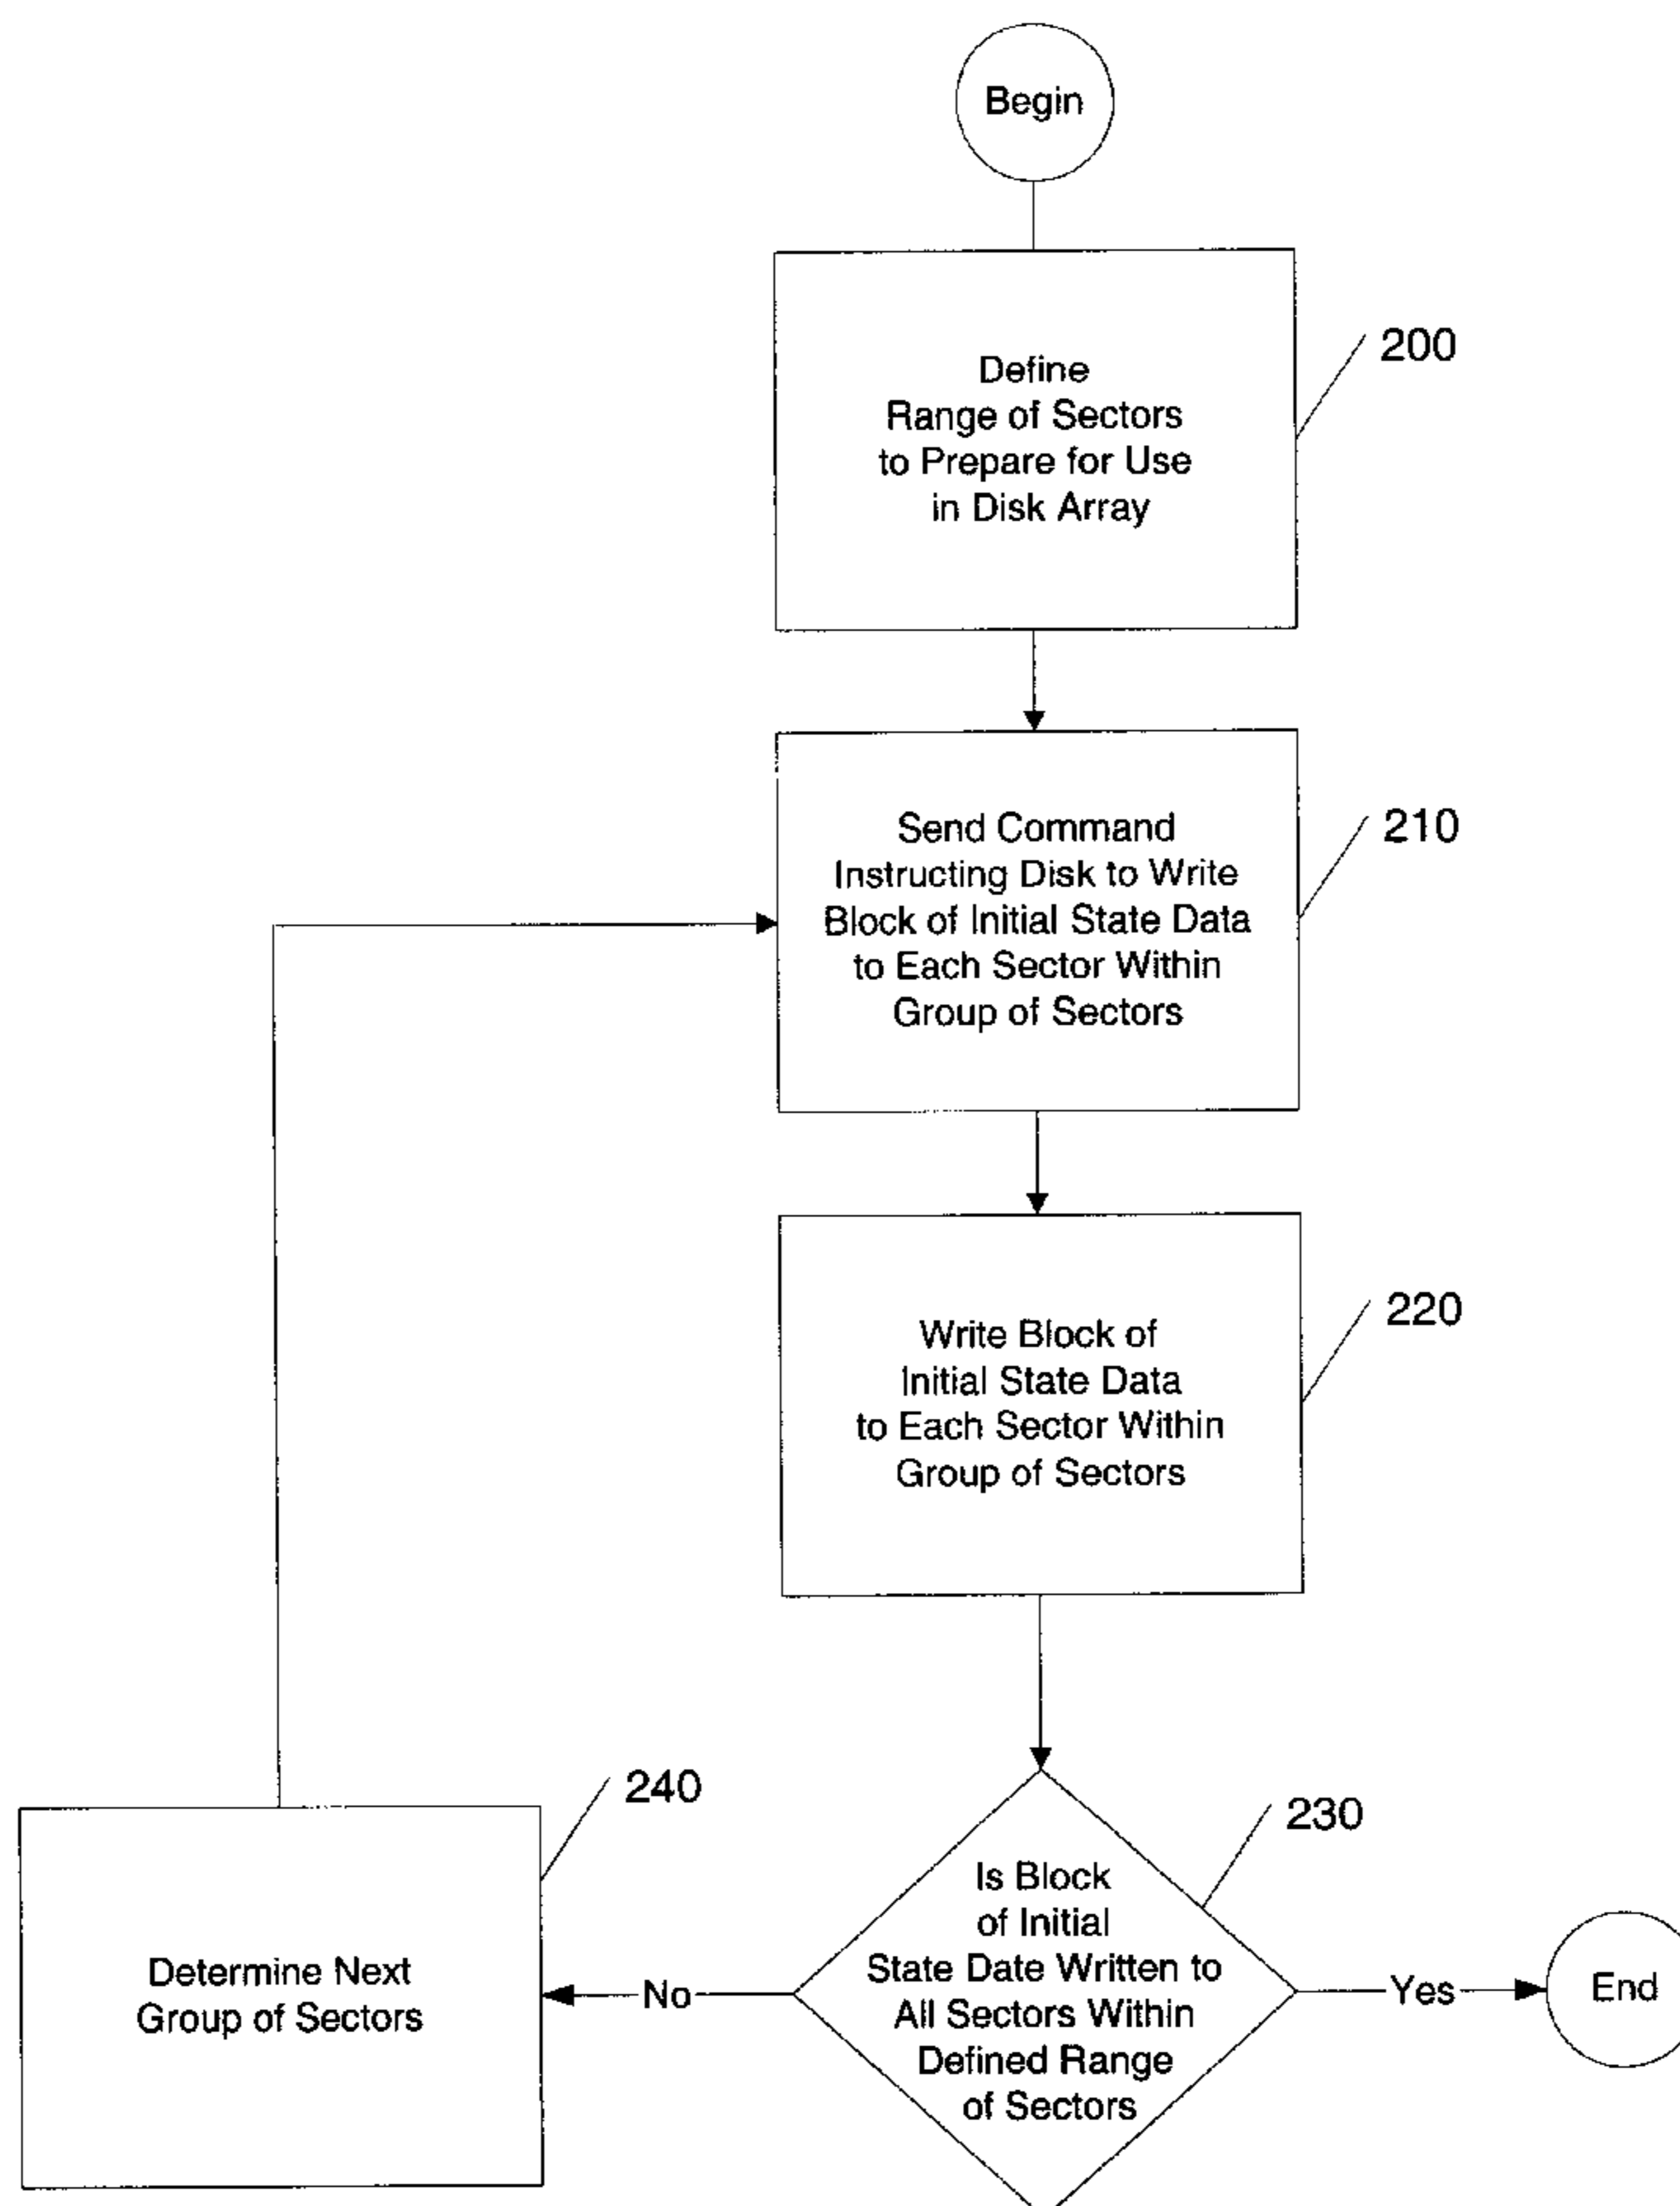 Begin
Define
Range of Sectors
to Prepare for Use
in Disk Array
200
Send Command
Instructing Disk to Write
Block of Initial State Data
to Each Sector Within
Group of Sectors
210
Write Block of
Initial State Data
to Each Sector Within
Group of Sectors
220
240
Determine Next
Group of Sectors
No
230
Is Block
of Initial
State Date Written to
All Sectors Within
Defined Range
of Sectors
Yes
End